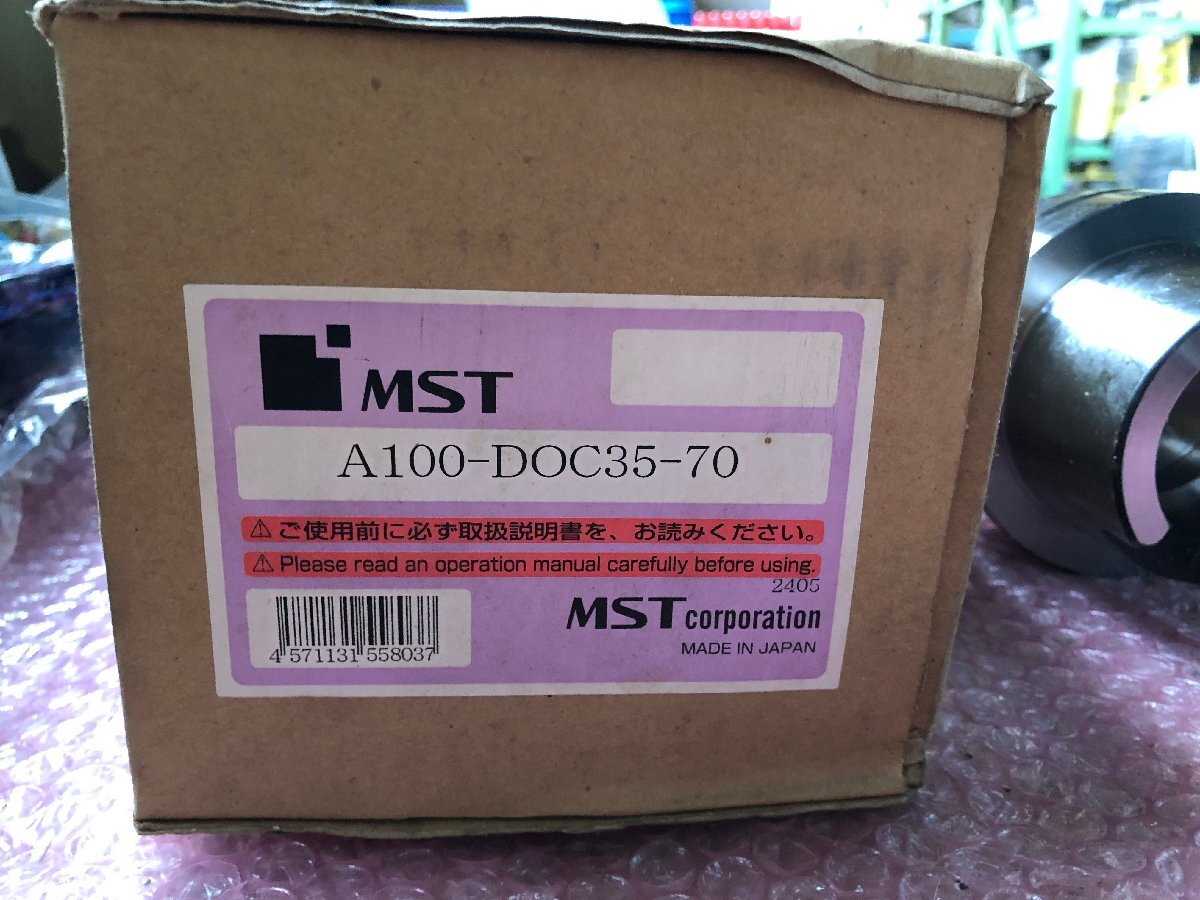 MST
A100-DOC35-70
⚠ご使用前に必ず取扱説明書を、お読みください。
⚠ Please read an operation manual carefully before using.
2405
MST corporation
MADE IN JAPAN
4 571131 558037